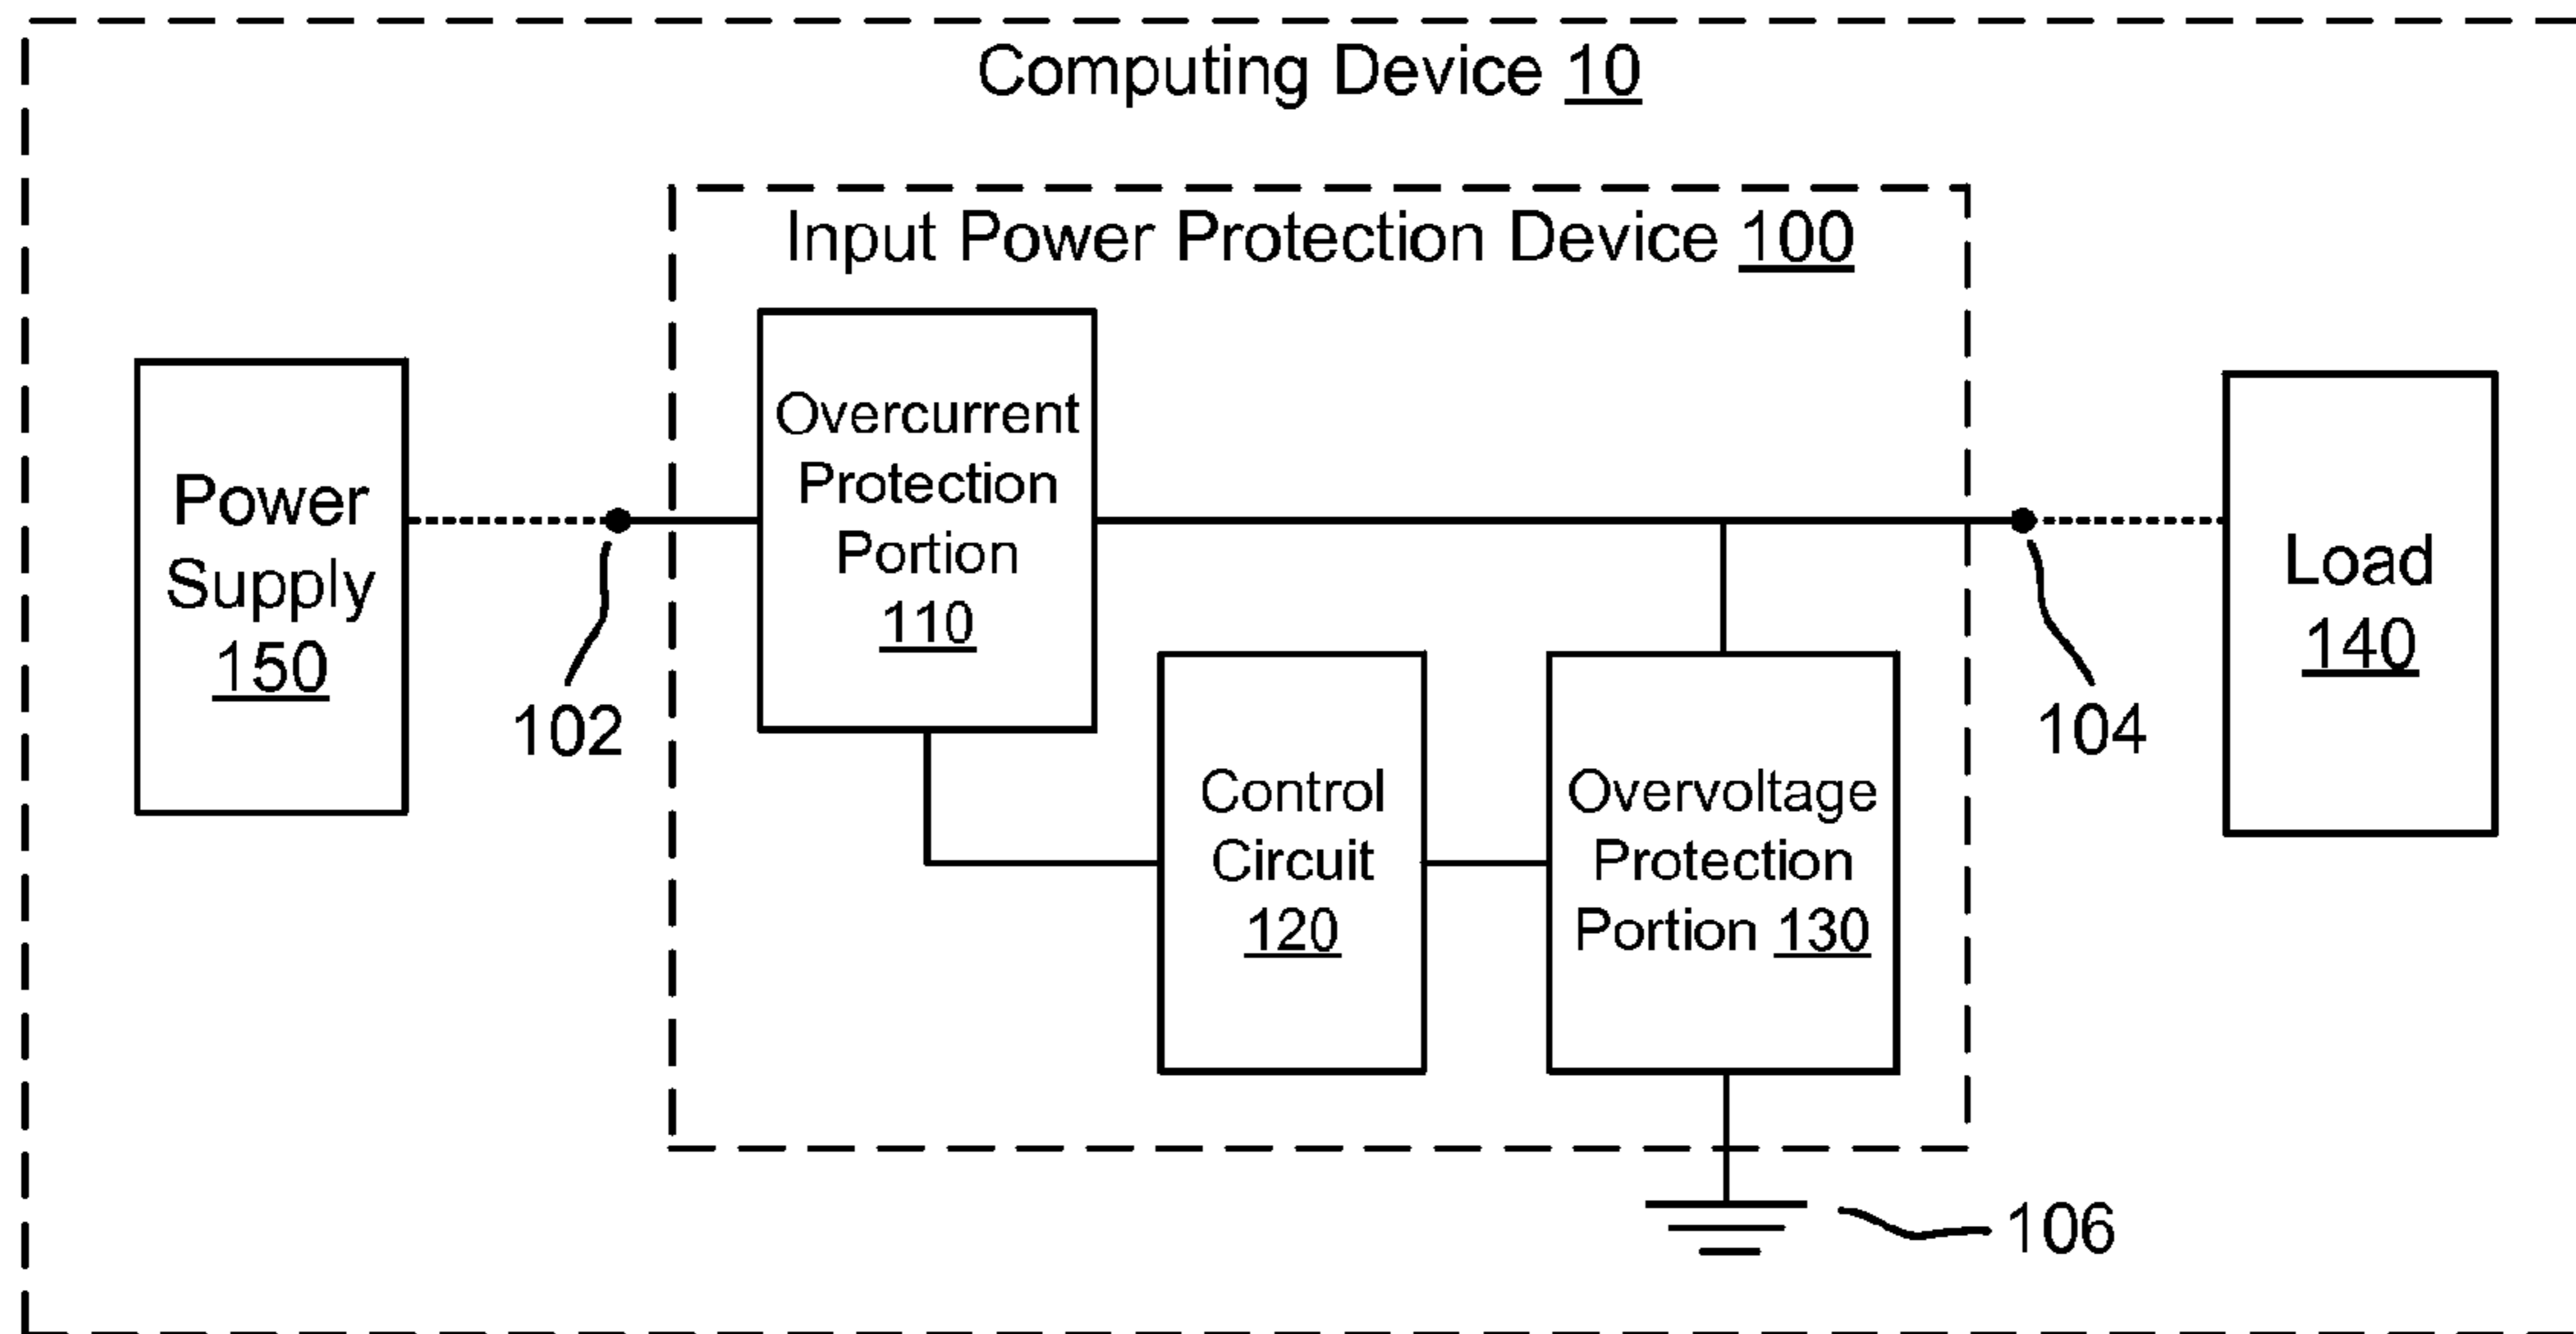 Computing Device 10
Input Power Protection Device 100
Power
Supply
150
102
Overcurrent
Protection
Portion
110
Control
Circuit
120
Overvoltage
Protection
Portion 130
104
Load
140
106